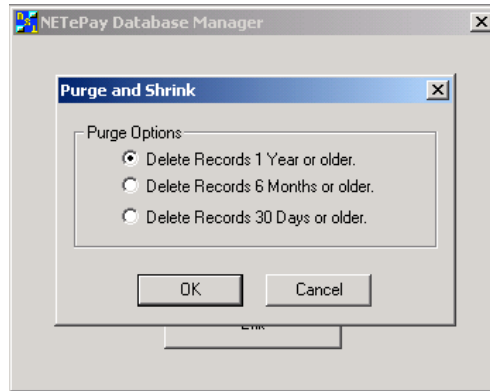 NETePay Database Manager
Purge and Shrink
Purge Options
Delete Records 1 Year or older.
Delete Records 6 Months or older.
Delete Records 30 Days or older.
OK Cancel